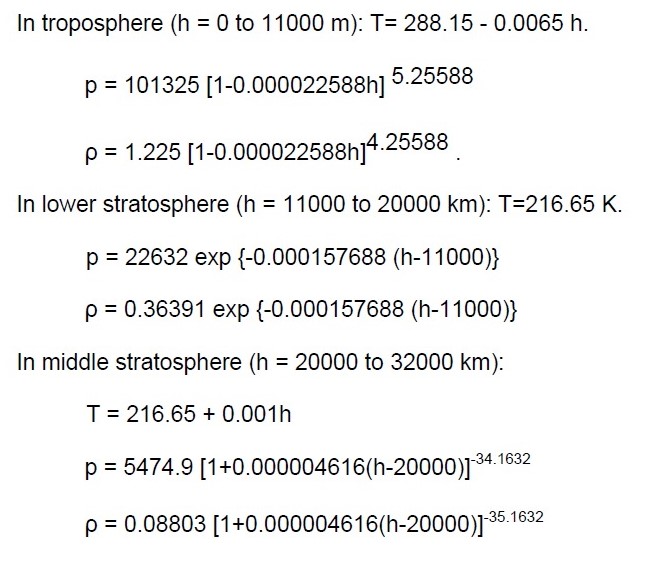 In troposphere (h = 0 to 11000 m): T= 288.15 - 0.0065 h.
p = 101325 [1-0.000022588h] 5.25588
ρ = 1.225 [1-0.000022588h]4.25588 .
In lower stratosphere (h = 11000 to 20000 km): T=216.65 K.
p = 22632 exp {-0.000157688 (h-11000)}
ρ = 0.36391 exp {-0.000157688 (h-11000)}
In middle stratosphere (h = 20000 to 32000 km):
T = 216.65 + 0.001h
p = 5474.9 [1+0.000004616(h-20000)]-34.1632
ρ = 0.08803 [1+0.000004616(h-20000)]-35.1632